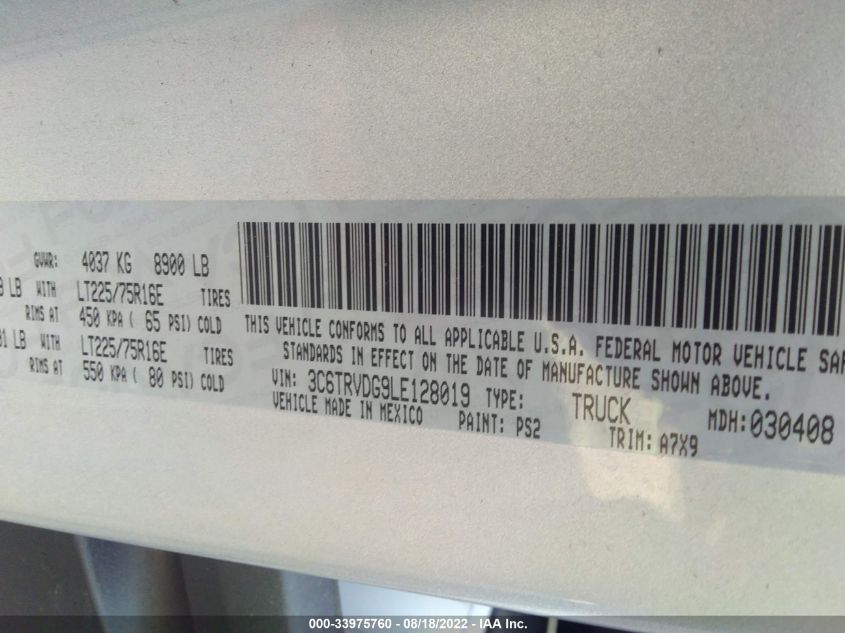 GVWR: 4037 KG 8900 LB
LB WITH LT225/75R16E TIRES
RIMS AT 450 KPA ( 65 PSI) COLD
LB WITH LT225/75R16E TIRES
RIMS AT 550 KPA ( 80 PSI) COLD
THIS VEHICLE CONFORMS TO ALL APPLICABLE U.S.A. FEDERAL MOTOR VEHICLE
STANDARDS IN EFFECT ON THE DATE OF MANUFACTURE SHOWN ABOVE.
VIN: 3C6TRVDG9LE128019 TYPE: TRUCK MDH:030408
VEHICLE MADE IN MEXICO PAINT: PS2 TRIM: A7X9
000-33975760 - 08/18/2022 - IAA Inc.